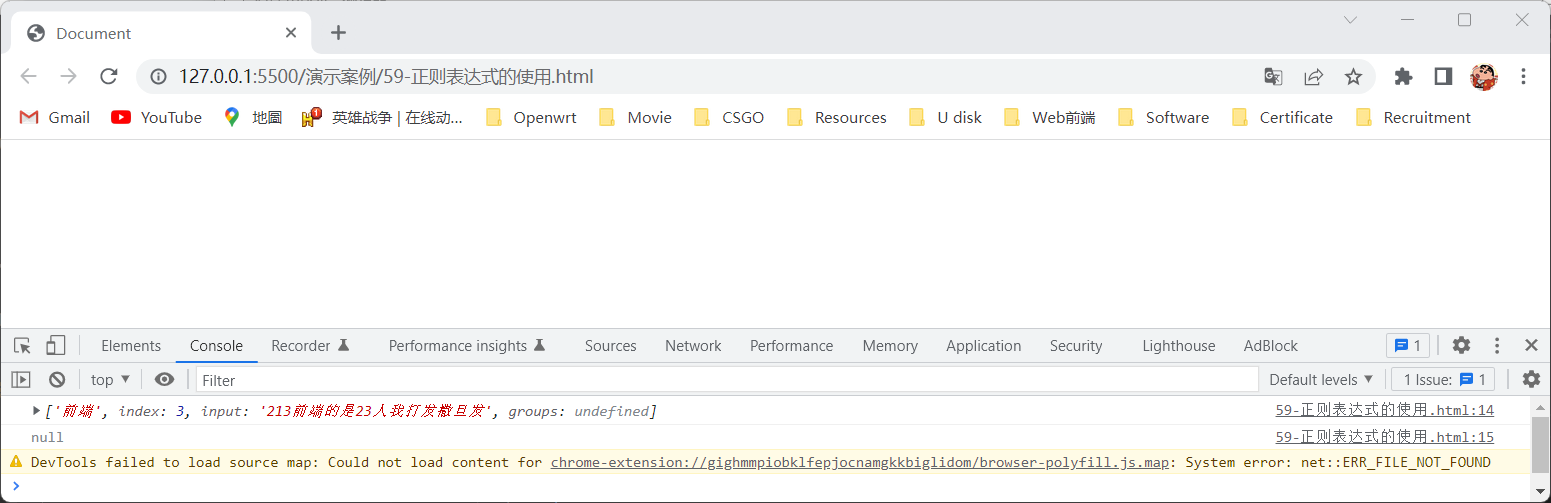 Document
127.0.0.1:5500/演示案例/59-正则表达式的使用.html
Gmail YouTube 地圖 英雄战争 | 在线动... Openwrt Movie CSGO Resources U disk Web前端 Software Certificate Recruitment
Elements Console Recorder Performance insights Sources Network Performance Memory Application Security Lighthouse AdBlock 1
top Filter Default levels 1 Issue: 1
['前端', index: 3, input: '213前端的是23人我打发撒旦发', groups: undefined] 59-正则表达式的使用.html:14
null 59-正则表达式的使用.html:15
DevTools failed to load source map: Could not load content for chrome-extension://gighmmpiobklfepjocnamgkkbiglidom/browser-polyfill.js.map: System error: net::ERR_FILE_NOT_FOUND